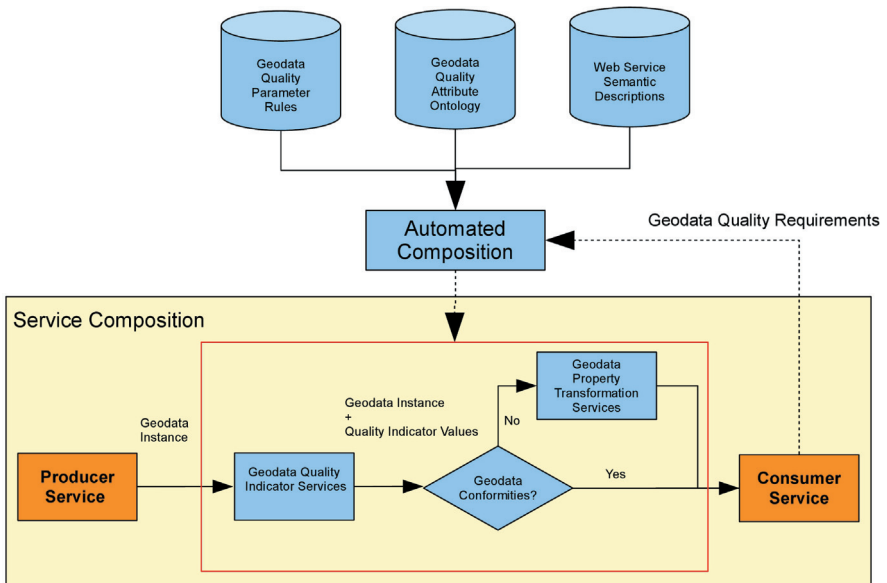 Geodata
Quality
Parameter
Rules
Geodata
Quality
Attribute
Ontology
Web Service
Semantic
Descriptions
Automated
Composition
Geodata Quality Requirements
Service Composition
Geodata
Property
Transformation
Services
Geodata Instance
+
Quality Indicator Values
No
Geodata
Instance
Producer
Service
Geodata Quality
Indicator Services
Geodata
Conformities?
Yes
Consumer
Service